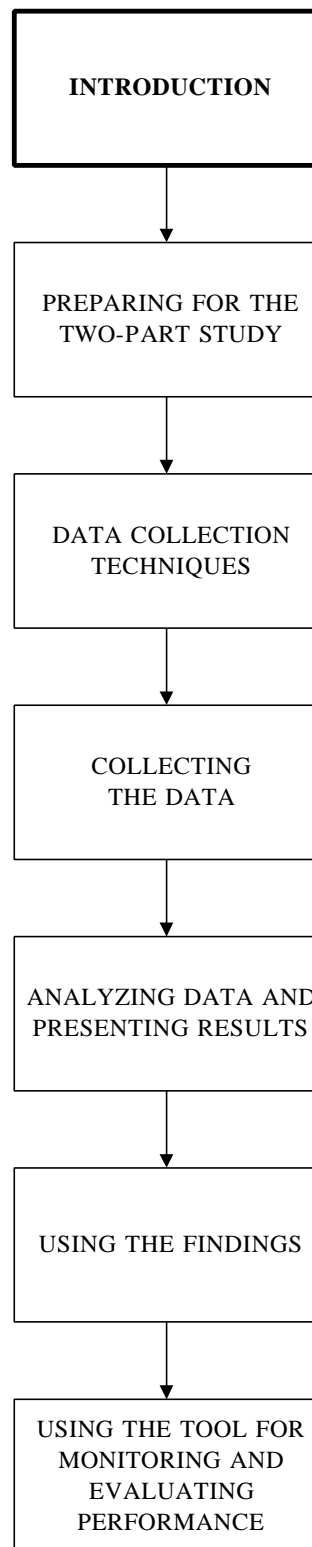 INTRODUCTION
PREPARING FOR THE
TWO-PART STUDY
DATA COLLECTION
TECHNIQUES
COLLECTING
THE DATA
ANALYZING DATA AND
PRESENTING RESULTS
USING THE FINDINGS
USING THE TOOL FOR
MONITORING AND
EVALUATING
PERFORMANCE